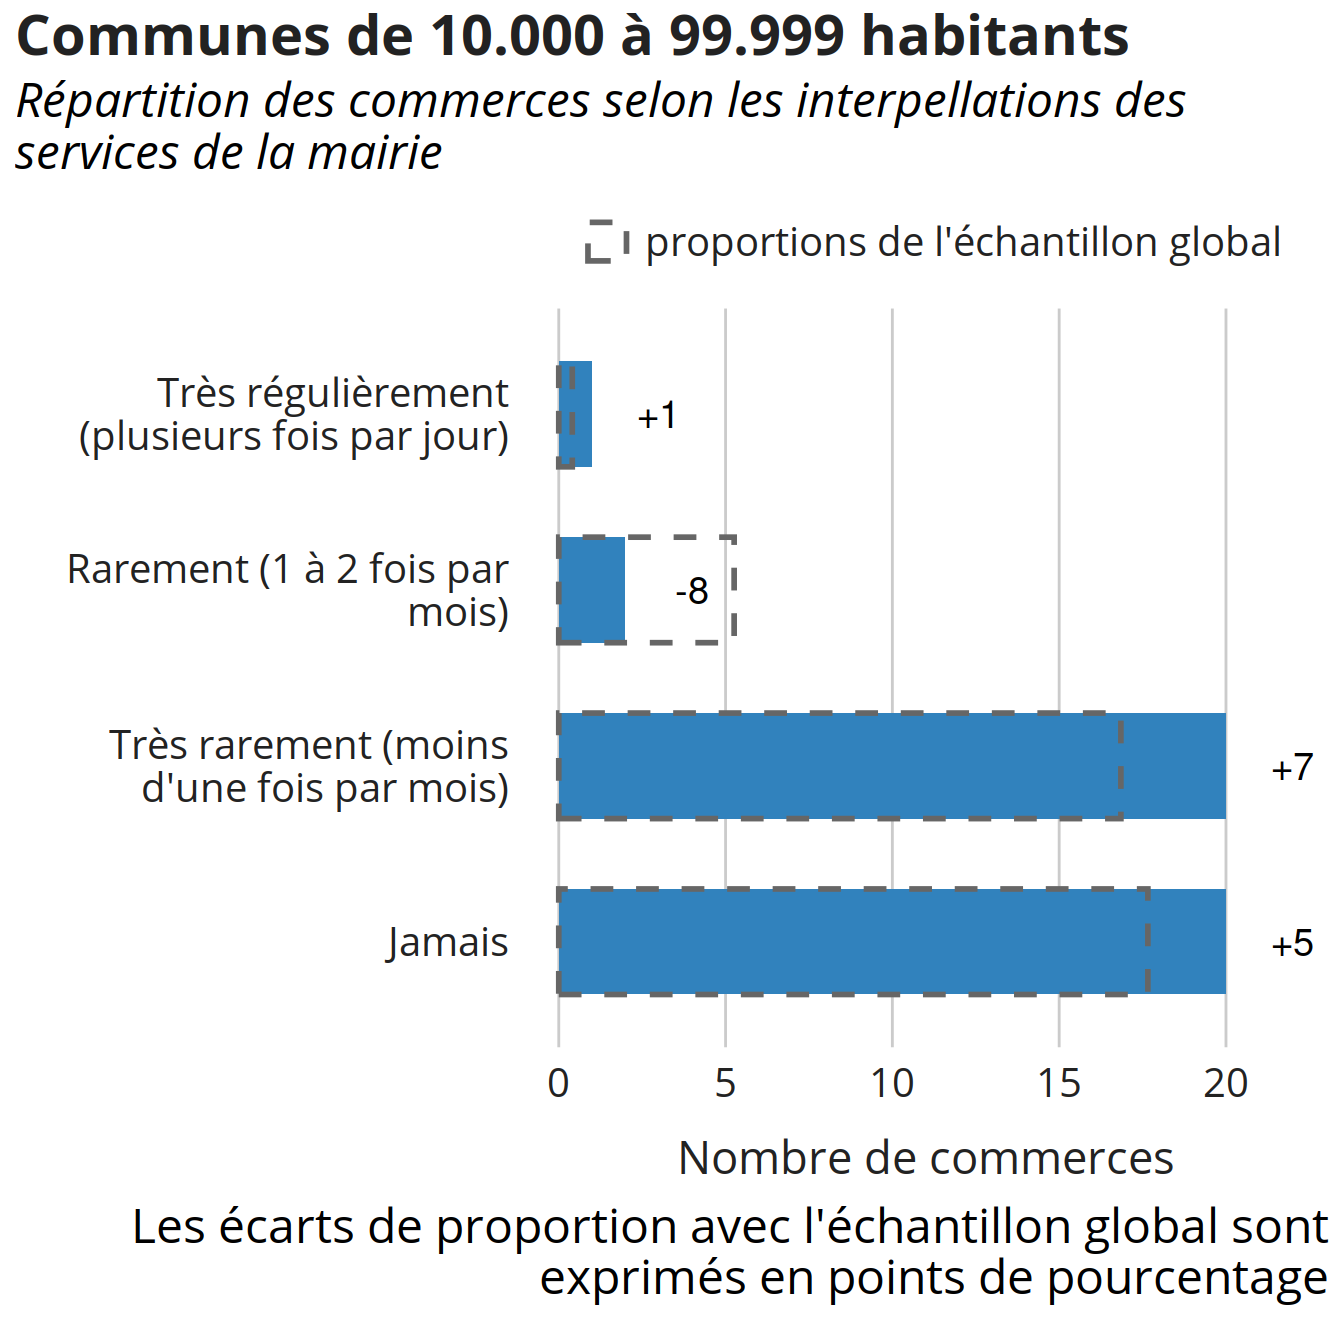 Communes de 10.000 à 99.999 habitants
Répartition des commerces selon les interpellations des
services de la mairie
proportions de l'échantillon global
Très régulièrement
(plusieurs fois par jour)
+1
Rarement (1 à 2 fois par
mois)
-8
Très rarement (moins
d'une fois par mois)
+7
Jamais
+5
0 5 10 15 20
Nombre de commerces
Les écarts de proportion avec l'échantillon global sont
exprimés en points de pourcentage